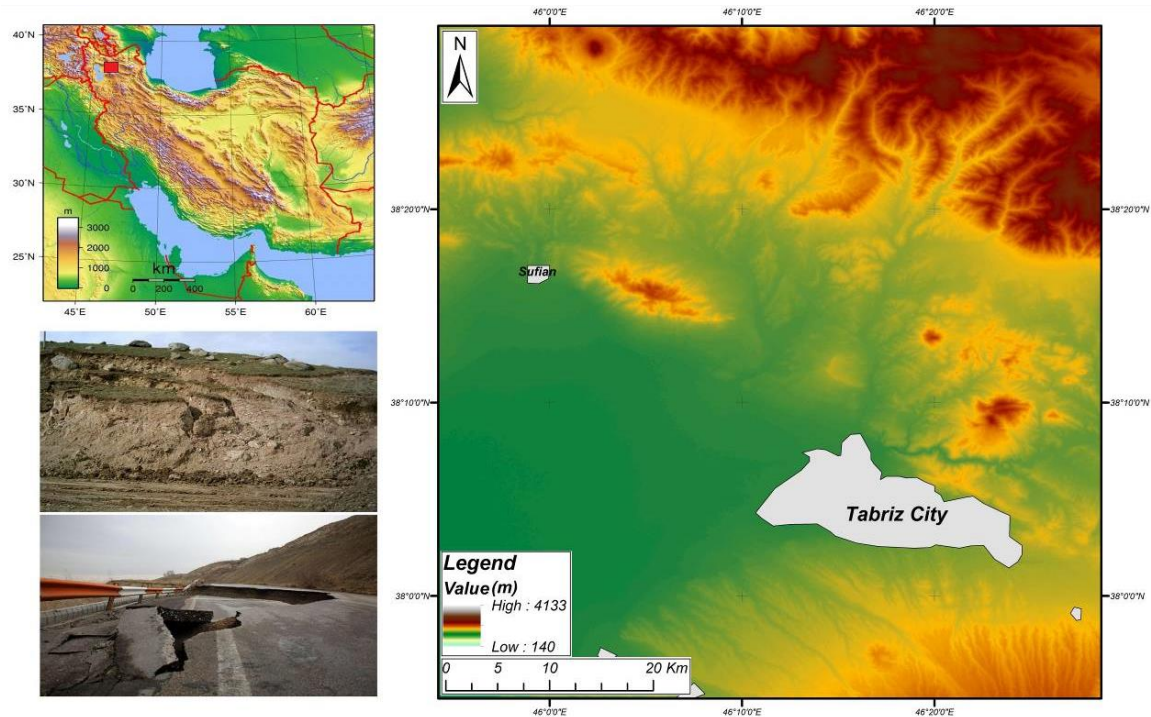 40°N
35°N
30°N
25°N
m
3000
2000
1000
0
km
0 200 400
45°E 50°E 55°E 60°E
46°0'0"E 46°10'0"E 46°20'0"E
N
38°20'0"N 38°20'0"N
Sufian
38°10'0"N 38°10'0"N
Tabriz City
38°0'0"N 38°0'0"N
Legend
Value (m)
High : 4133
Low : 140
0 5 10 20 Km
46°0'0"E 46°10'0"E 46°20'0"E